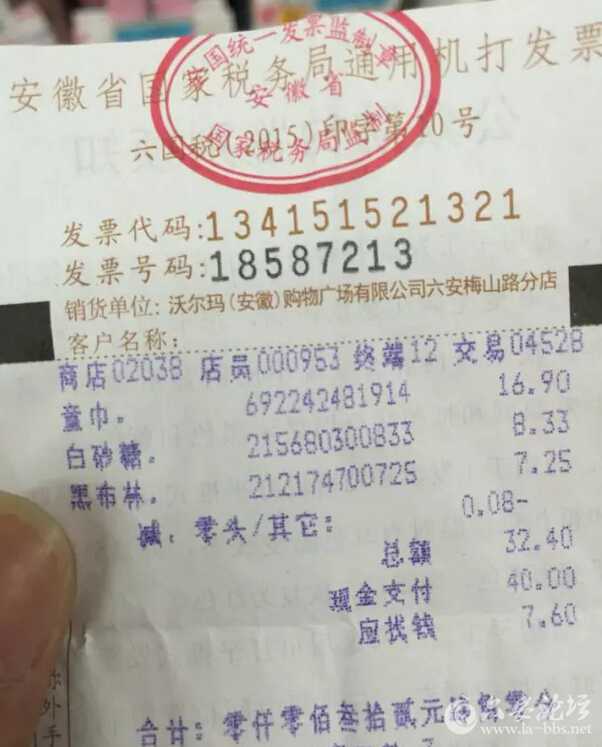 全国统一发票监制章
安徽省国家税务局通用机打发票
安徽省
六国税(2015)印字第10号
国家税务局监制
发票代码:134151521321
发票号码:18587213
销货单位:沃尔玛(安徽)购物广场有限公司六安梅山路分店
客户名称:
商店02038 店员000953 终端12 交易04528
童巾. 692242481914 16.90
白砂糖. 215680300833 8.33
黑布林. 212174700725 7.25
减:零头/其它: 0.08-
总额 32.40
现金支付 40.00
应找钱 7.60
合计:零仟零佰叁拾贰元
外手
六安论坛
www.la-bbs.net